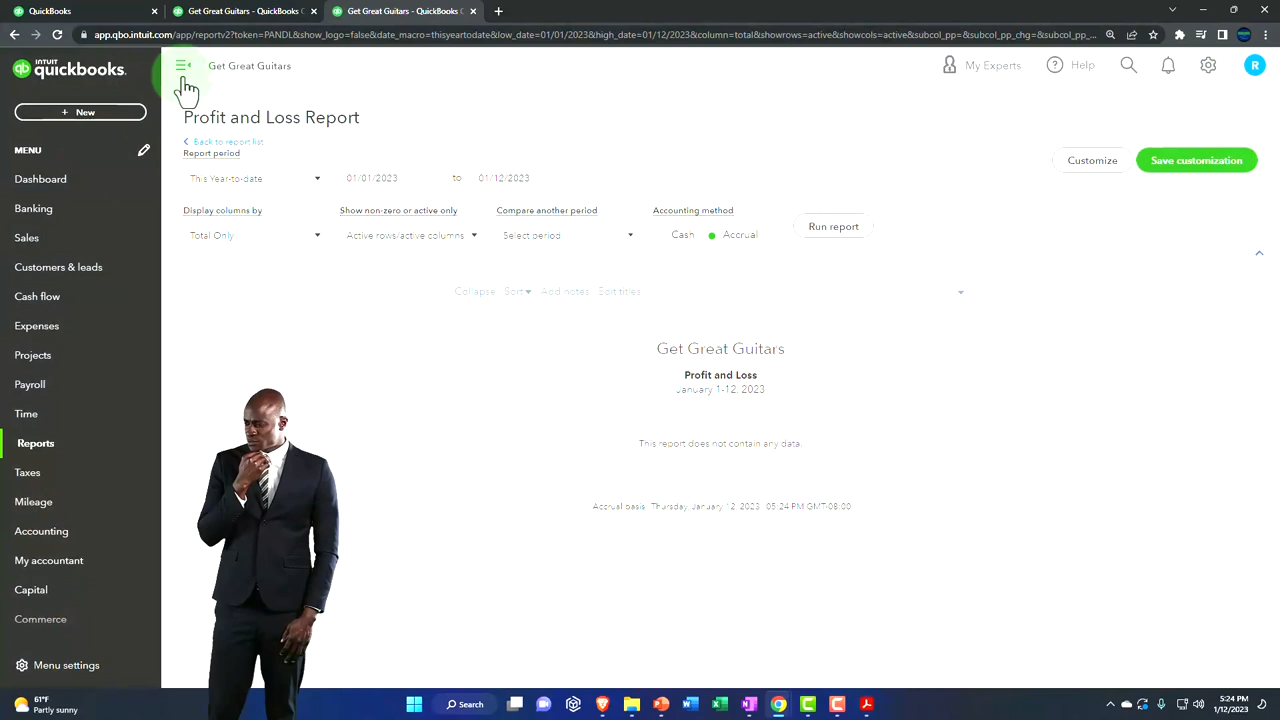 QuickBooks
Get Great Guitars - QuickBooks C
Get Great Guitars - QuickBooks C
app.qbo.intuit.com/app/reportv2?token=PANDL&show_logo=false&date_macro=thisyeartodate&low_date=01/01/2023&high_date=01/12/2023&column=total&showrows=active&showcols=active&subcol_pp=&subcol_pp_chg=&subcol_pp_...
INTUIT
quickbooks.
Get Great Guitars
My Experts
Help
R
+ New
MENU
Dashboard
Banking
Sales
Customers & leads
Cash flow
Expenses
Projects
Payroll
Time
Reports
Taxes
Mileage
Accounting
My accountant
Capital
Commerce
Menu settings
Profit and Loss Report
Back to report list
Report period
This Year-to-date
01/01/2023
to
01/12/2023
Customize
Save customization
Display columns by
Show non-zero or active only
Compare another period
Accounting method
Total Only
Active rows/active columns
Select period
Cash
Accrual
Run report
Collapse Sort Add notes Edit titles
Get Great Guitars
Profit and Loss
January 1-12, 2023
This report does not contain any data.
Accrual basis Thursday, January 12, 2023 05:24 PM GMT-08:00
61°F
Partly sunny
Search
5:24 PM
1/12/2023